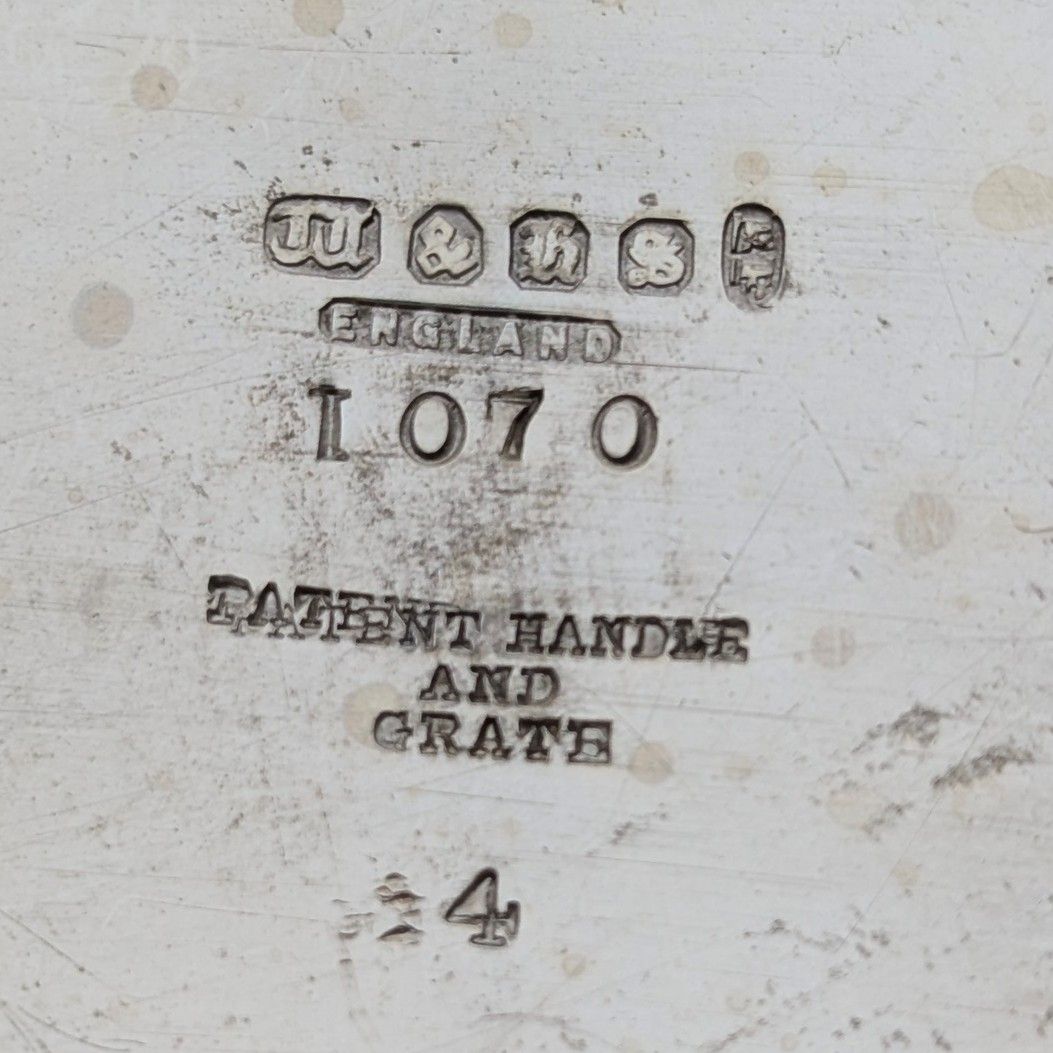 W & H S
ENGLAND
1070
PATENT HANDLE
AND
GRATE
4